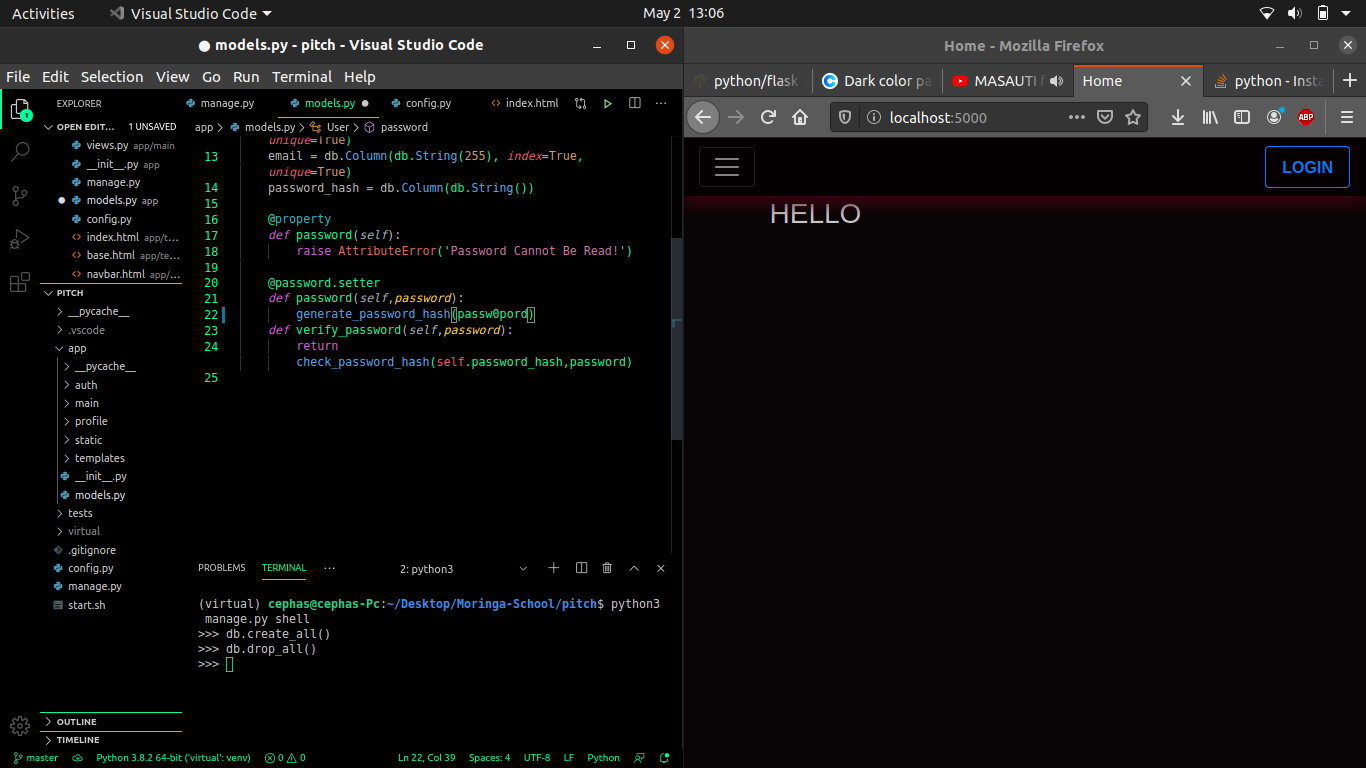 Activities
Visual Studio Code
May 2 13:06
models.py - pitch - Visual Studio Code
File Edit Selection View Go Run Terminal Help
EXPLORER
OPEN EDIT... 1 UNSAVED
views.py app/main
__init__.py app
manage.py
models.py app
config.py
index.html app/t...
base.html app/te...
navbar.html app/...
PITCH
__pycache__
.vscode
app
__pycache__
auth
main
profile
static
templates
__init__.py
models.py
tests
virtual
.gitignore
config.py
manage.py
start.sh
OUTLINE
TIMELINE
manage.py models.py config.py index.html
app > models.py > User > password
unique=True)
13 email = db.Column(db.String(255), index=True,
unique=True)
14 password_hash = db.Column(db.String())
15
16 @property
17 def password(self):
18 raise AttributeError('Password Cannot Be Read!')
19
20 @password.setter
21 def password(self,password):
22 generate_password_hash(passw0pord)
23 def verify_password(self,password):
24 return
check_password_hash(self.password_hash,password)
25
PROBLEMS TERMINAL ··· 2: python3
(virtual) cephas@cephas-Pc:~/Desktop/Moringa-School/pitch$ python3
manage.py shell
>>> db.create_all()
>>> db.drop_all()
>>>
master Python 3.8.2 64-bit ('virtual': venv) 0 0 Ln 22, Col 39 Spaces: 4 UTF-8 LF Python
Home - Mozilla Firefox
python/flask Dark color pa MASAUTI f Home python - Insta
localhost:5000
ABP
LOGIN
HELLO